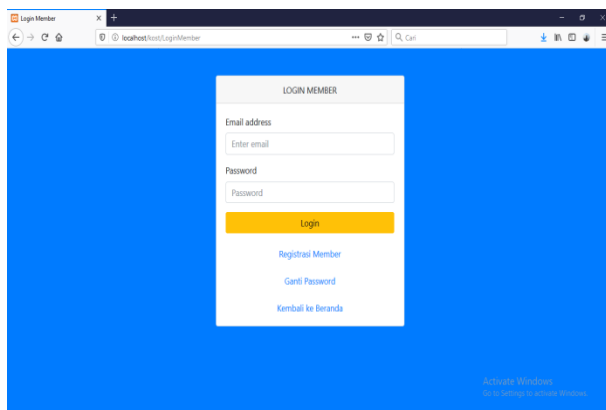 Login Member
localhost/kost/LoginMember
Cari
LOGIN MEMBER
Email address
Enter email
Password
Password
Login
Registrasi Member
Ganti Password
Kembali ke Beranda
Activate Windows
Go to Settings to activate Windows.